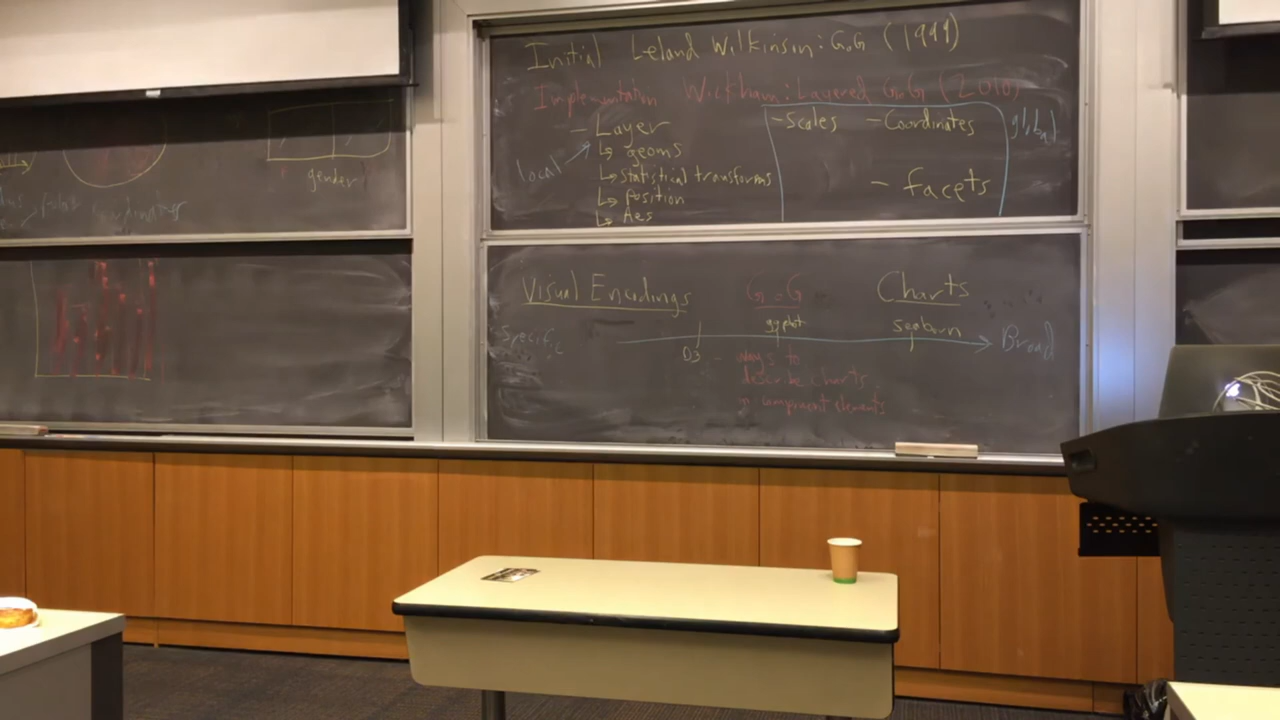 gender
Initial Leland Wilkinson: GoG (1999)
Implementation Wickham: Layered GoG (2010)
- Layer
↳ geoms
↳ statistical transforms
↳ position
↳ Aes
local
- Scales - Coordinates
- facets
global
Visual Encodings GoG Charts
Specific ggplot seaborn Broad
D3 - ways to
describe charts
in component elements